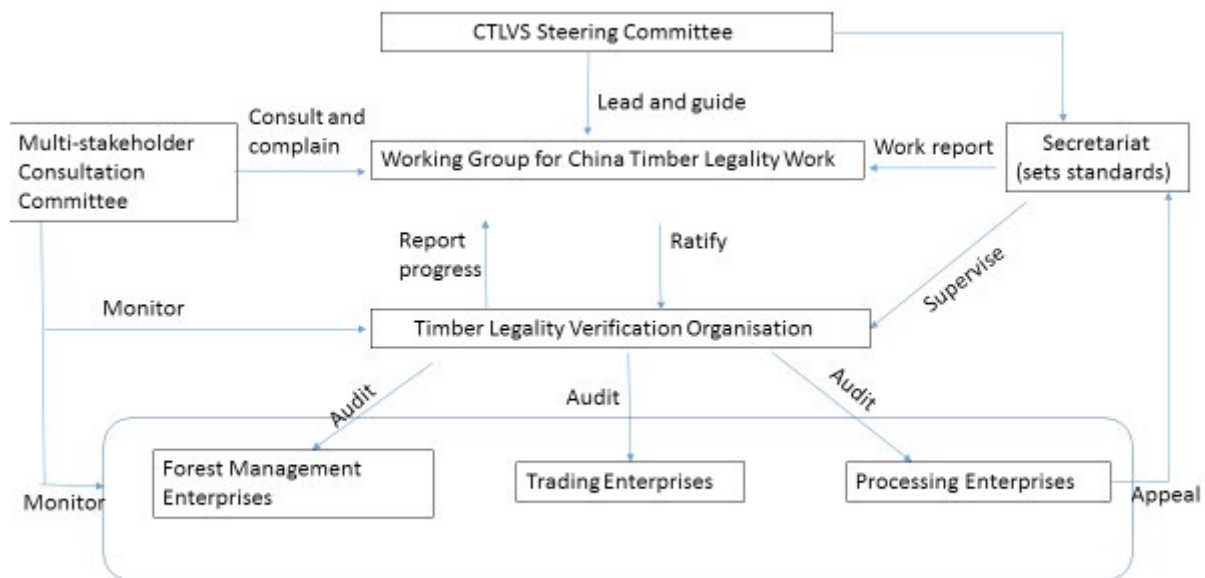 CTLVS Steering Committee
Lead and guide
Consult and
complain
Multi-stakeholder
Consultation
Committee
Working Group for China Timber Legality Work
Work report
Secretariat
(sets standards)
Report
progress
Ratify
Supervise
Monitor
Timber Legality Verification Organisation
Audit
Audit
Audit
Forest Management
Enterprises
Trading Enterprises
Processing Enterprises
Monitor
Appeal